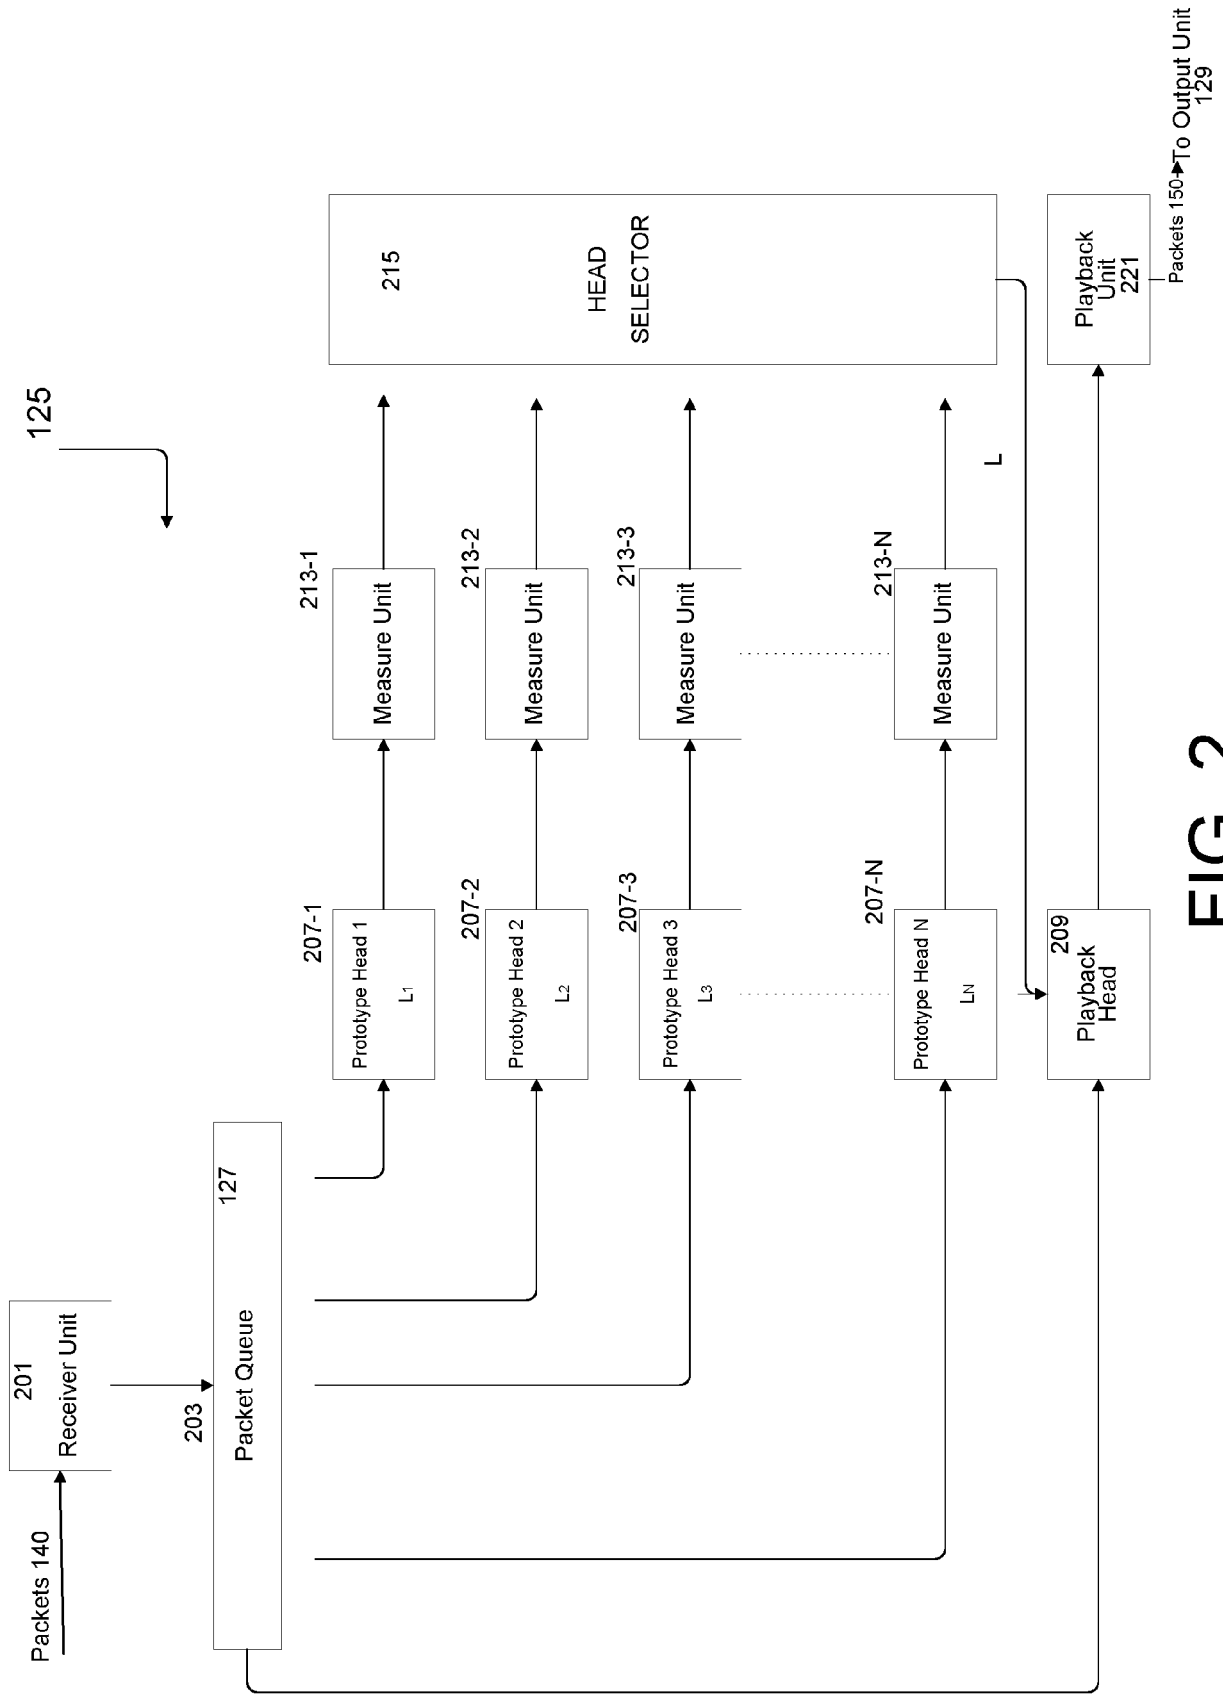 125
Packets 140
201
Receiver Unit
203
127
Packet Queue
207-1
Prototype Head 1
L1
213-1
Measure Unit
207-2
Prototype Head 2
L2
213-2
Measure Unit
207-3
Prototype Head 3
L3
213-3
Measure Unit
207-N
Prototype Head N
LN
213-N
Measure Unit
215
HEAD
SELECTOR
L
209
Playback
Head
Playback
Unit
221
Packets 150
To Output Unit
129
FIG. 2